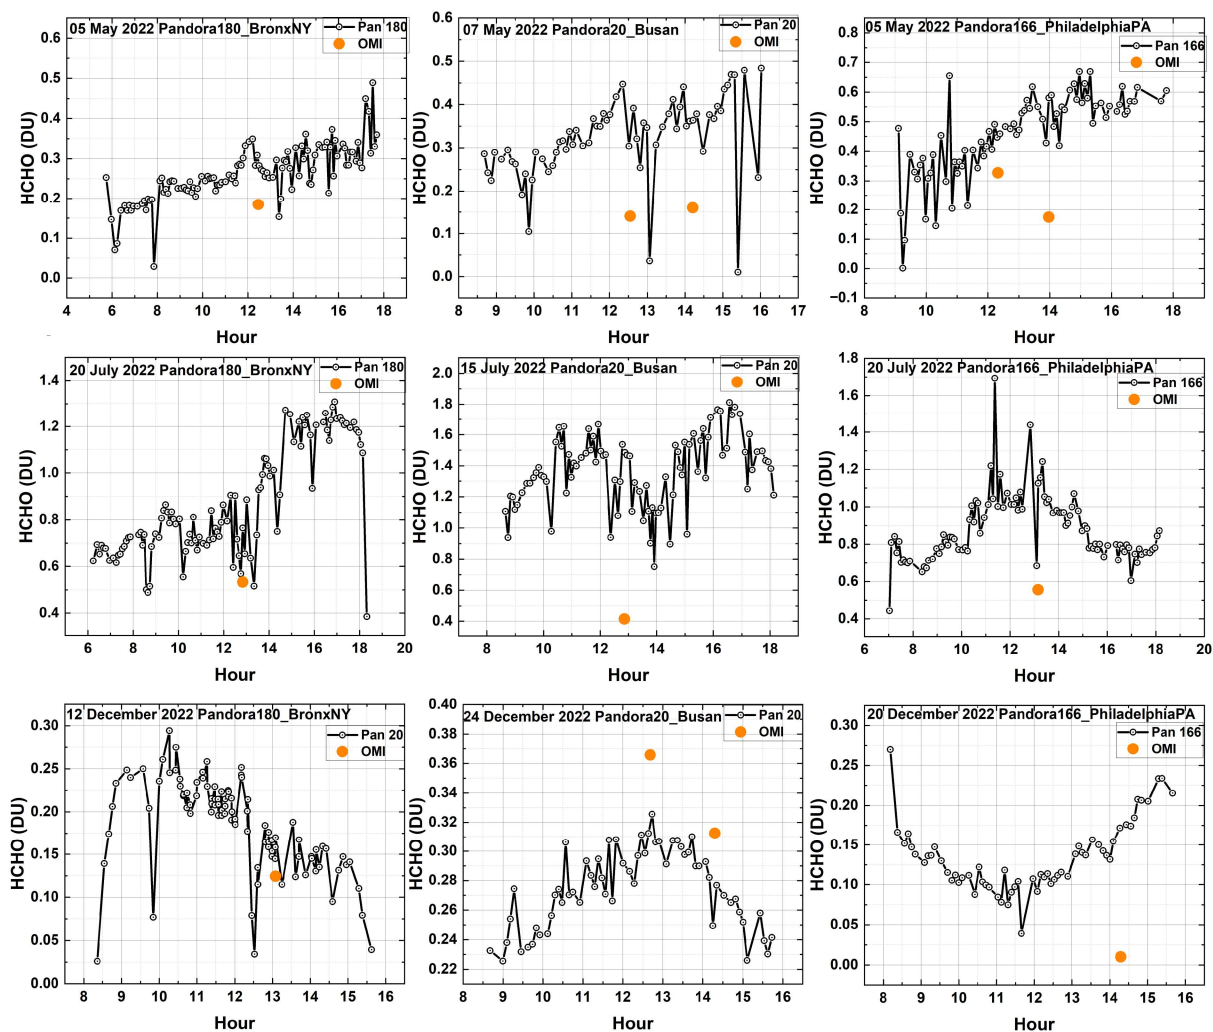 05 May 2022 Pandora180_BronxNY
Pan 180
OMI
HCHO (DU)
0.6
0.5
0.4
0.3
0.2
0.1
0.0
4 6 8 10 12 14 16 18
Hour
07 May 2022 Pandora20_Busan
Pan 20
OMI
HCHO (DU)
0.6
0.5
0.4
0.3
0.2
0.1
0.0
8 9 10 11 12 13 14 15 16 17
Hour
05 May 2022 Pandora166_PhiladelphiaPA
Pan 166
OMI
HCHO (DU)
0.8
0.7
0.6
0.5
0.4
0.3
0.2
0.1
0.0
−0.1
8 10 12 14 16 18
Hour
20 July 2022 Pandora180_BronxNY
Pan 180
OMI
HCHO (DU)
1.4
1.2
1.0
0.8
0.6
0.4
6 8 10 12 14 16 18 20
Hour
15 July 2022 Pandora20_Busan
Pan 20
OMI
HCHO (DU)
2.0
1.8
1.6
1.4
1.2
1.0
0.8
0.6
0.4
8 10 12 14 16 18
Hour
20 July 2022 Pandora166_PhiladelphiaPA
Pan 166
OMI
HCHO (DU)
1.8
1.6
1.4
1.2
1.0
0.8
0.6
0.4
6 8 10 12 14 16 18 20
Hour
12 December 2022 Pandora180_BronxNY
Pan 20
OMI
HCHO (DU)
0.30
0.25
0.20
0.15
0.10
0.05
0.00
8 9 10 11 12 13 14 15 16
Hour
24 December 2022 Pandora20_Busan
Pan 20
OMI
HCHO (DU)
0.40
0.38
0.36
0.34
0.32
0.30
0.28
0.26
0.24
0.22
8 9 10 11 12 13 14 15 16
Hour
20 December 2022 Pandora166_PhiladelphiaPA
Pan 166
OMI
HCHO (DU)
0.30
0.25
0.20
0.15
0.10
0.05
0.00
8 9 10 11 12 13 14 15 16
Hour